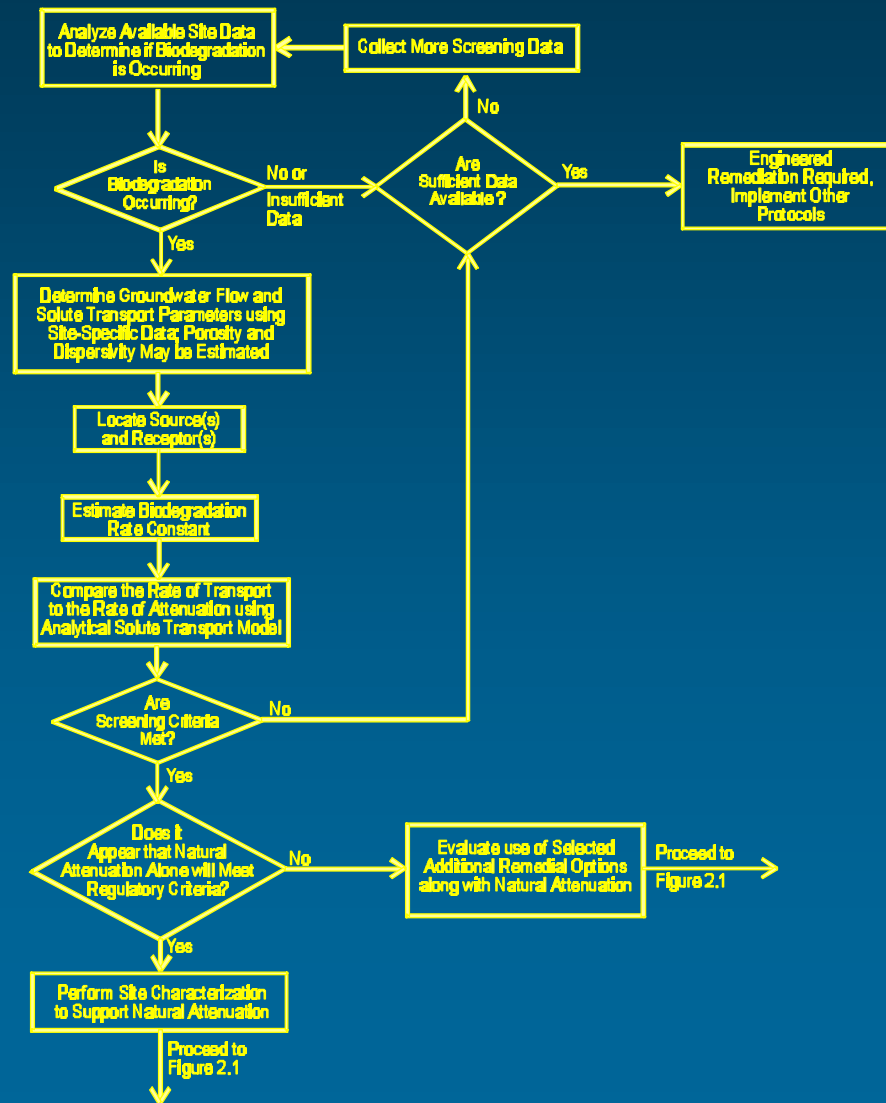 Analyze Available Site Data
to Determine if Biodegradation
is Occurring
Collect More Screening Data
No
Is
Biodegradation
Occurring?
No or
Insufficient
Data
Are
Sufficient Data
Available?
Yes
Engineered
Remediation Required,
Implement Other
Protocols
Yes
Determine Groundwater Flow and
Solute Transport Parameters using
Site-Specific Data; Porosity and
Dispersivity May be Estimated
Locate Source(s)
and Receptor(s)
Estimate Biodegradation
Rate Constant
Compare the Rate of Transport
to the Rate of Attenuation using
Analytical Solute Transport Model
Are
Screening Criteria
Met?
No
Yes
Does it
Appear that Natural
Attenuation Alone will Meet
Regulatory Criteria?
No
Evaluate use of Selected
Additional Remedial Options
along with Natural Attenuation
Proceed to
Figure 2.1
Yes
Perform Site Characterization
to Support Natural Attenuation
Proceed to
Figure 2.1